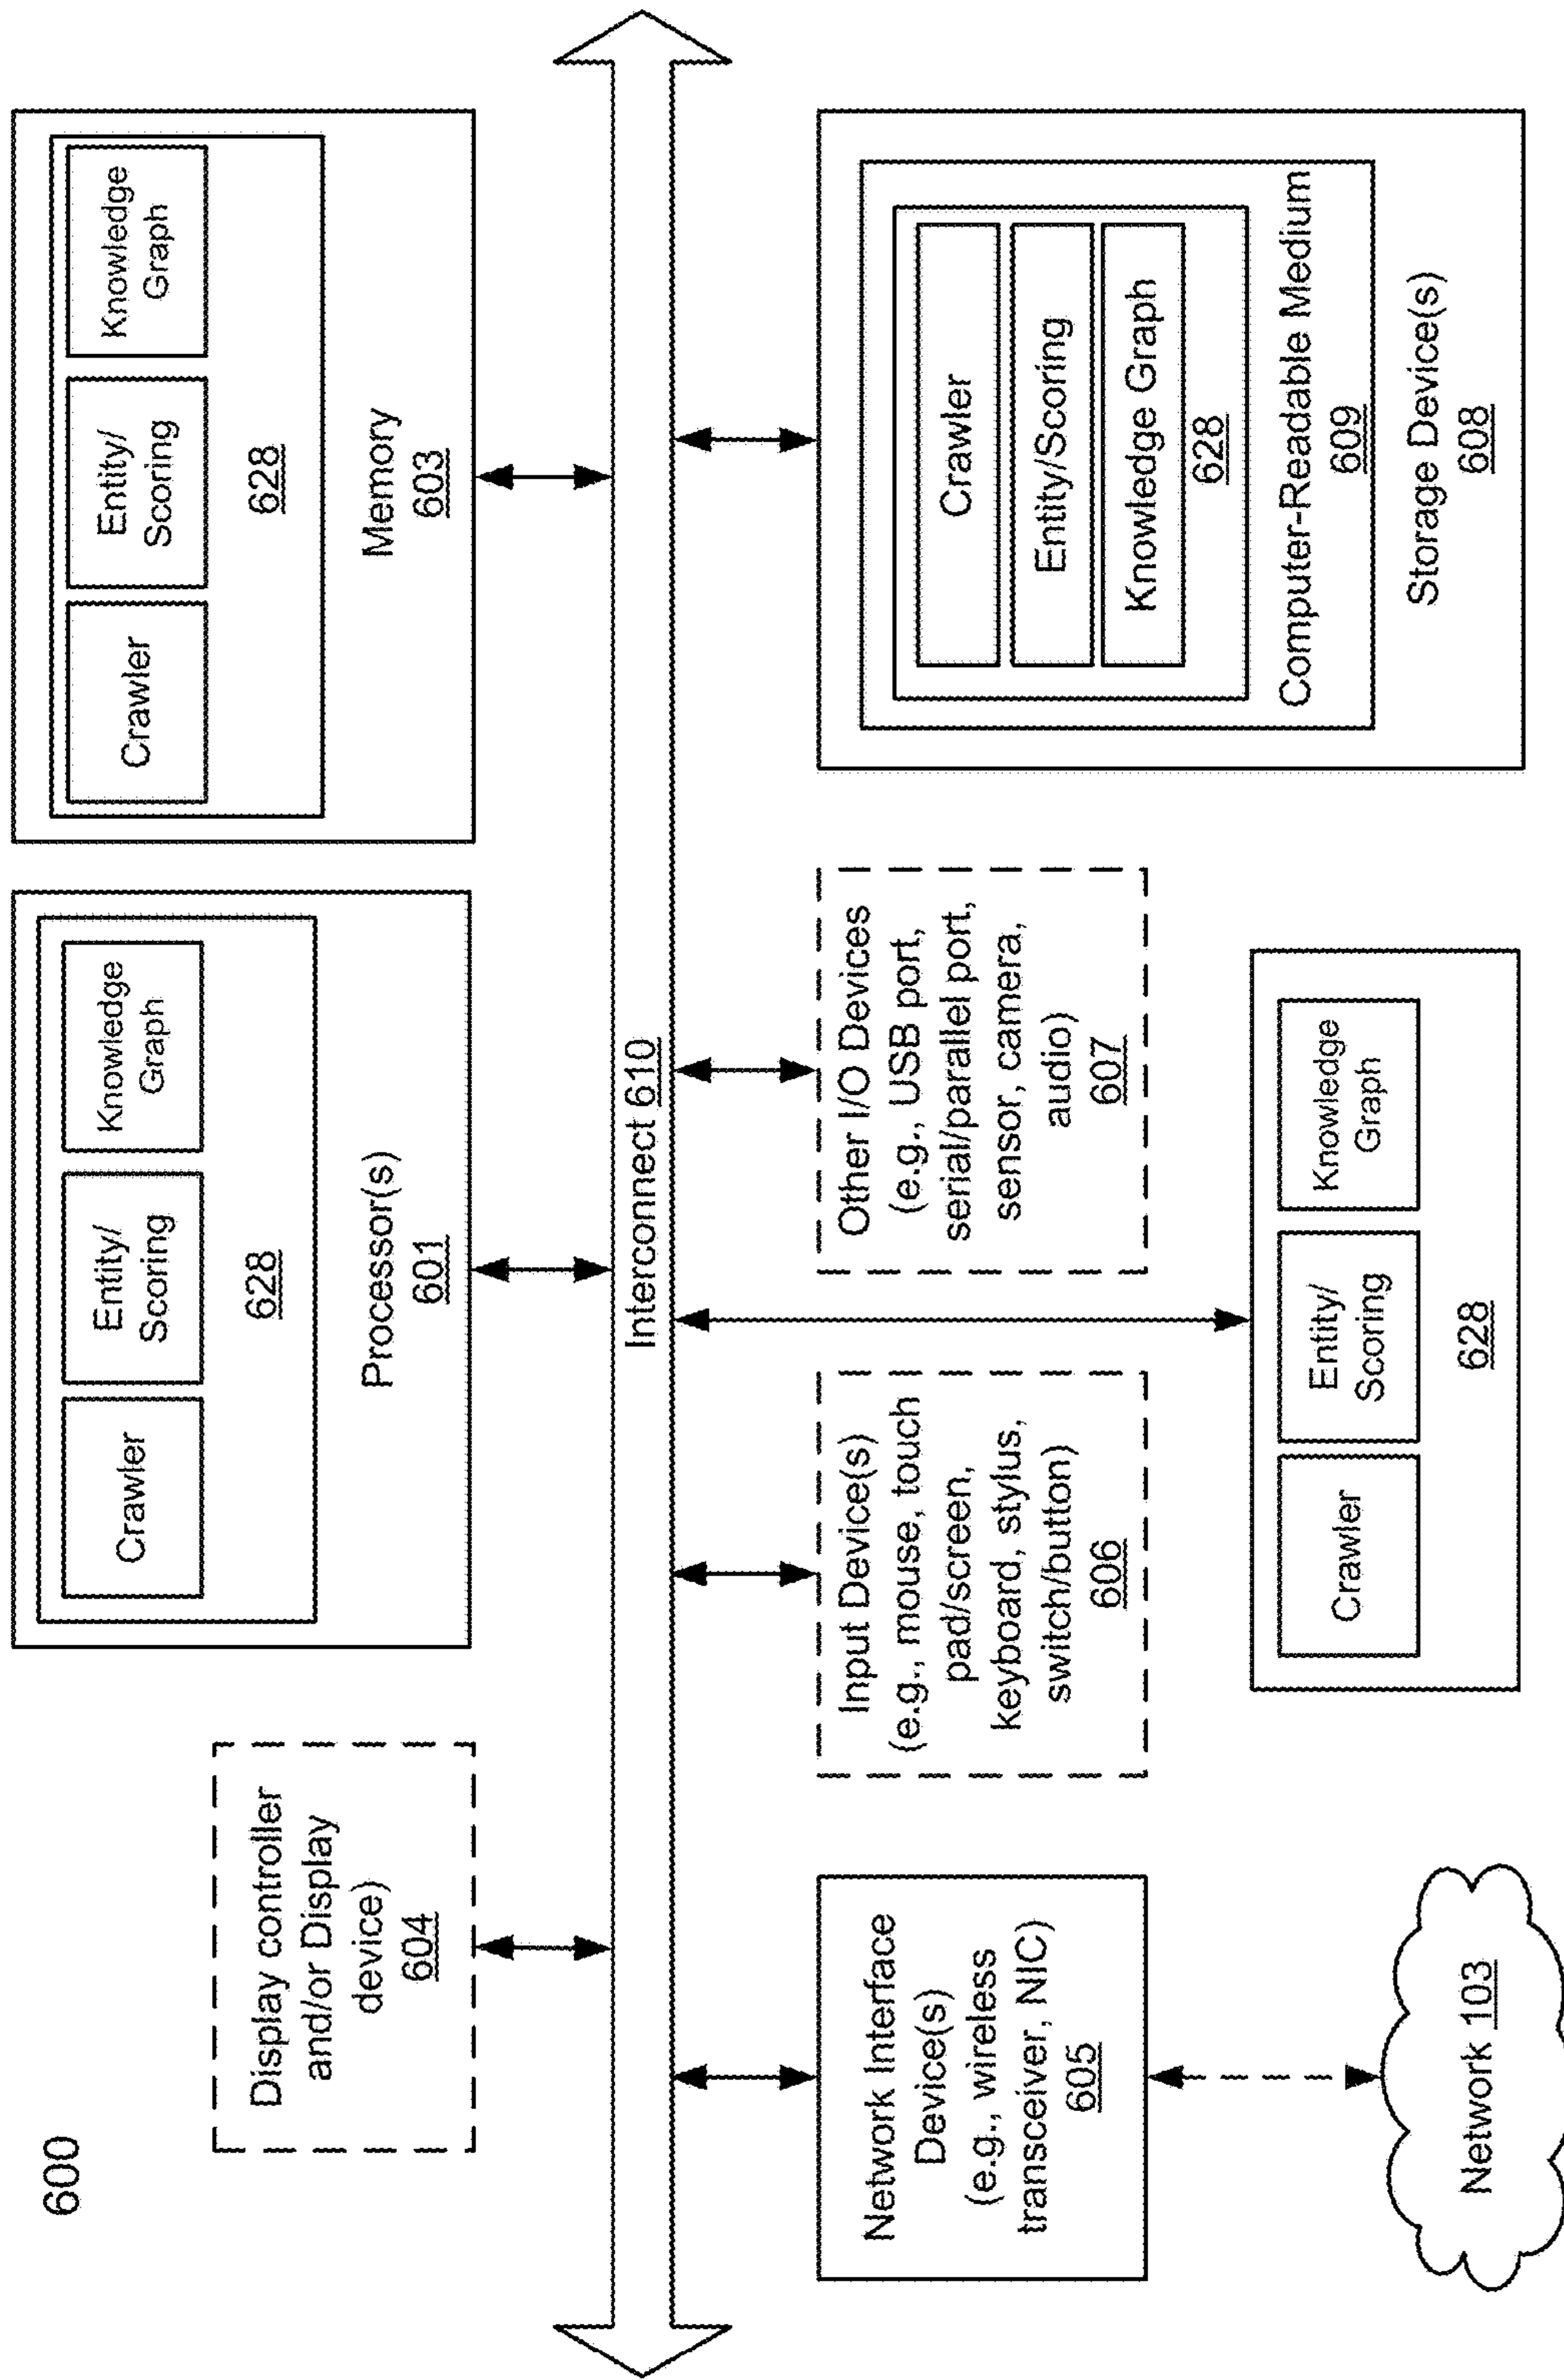 600
Display controller
and/or Display
device)
604
Crawler
Entity/
Scoring
Knowledge
Graph
628
Processor(s)
601
Crawler
Entity/
Scoring
Knowledge
Graph
628
Memory
603
Interconnect 610
Network Interface
Device(s)
(e.g., wireless
transceiver, NIC)
605
Input Device(s)
(e.g., mouse, touch
pad/screen,
keyboard, stylus,
switch/button)
606
Other I/O Devices
(e.g., USB port,
serial/parallel port,
sensor, camera,
audio)
607
Crawler
Entity/Scoring
Knowledge Graph
628
Computer-Readable Medium
609
Storage Device(s)
608
Network 103
Crawler
Entity/
Scoring
Knowledge
Graph
628